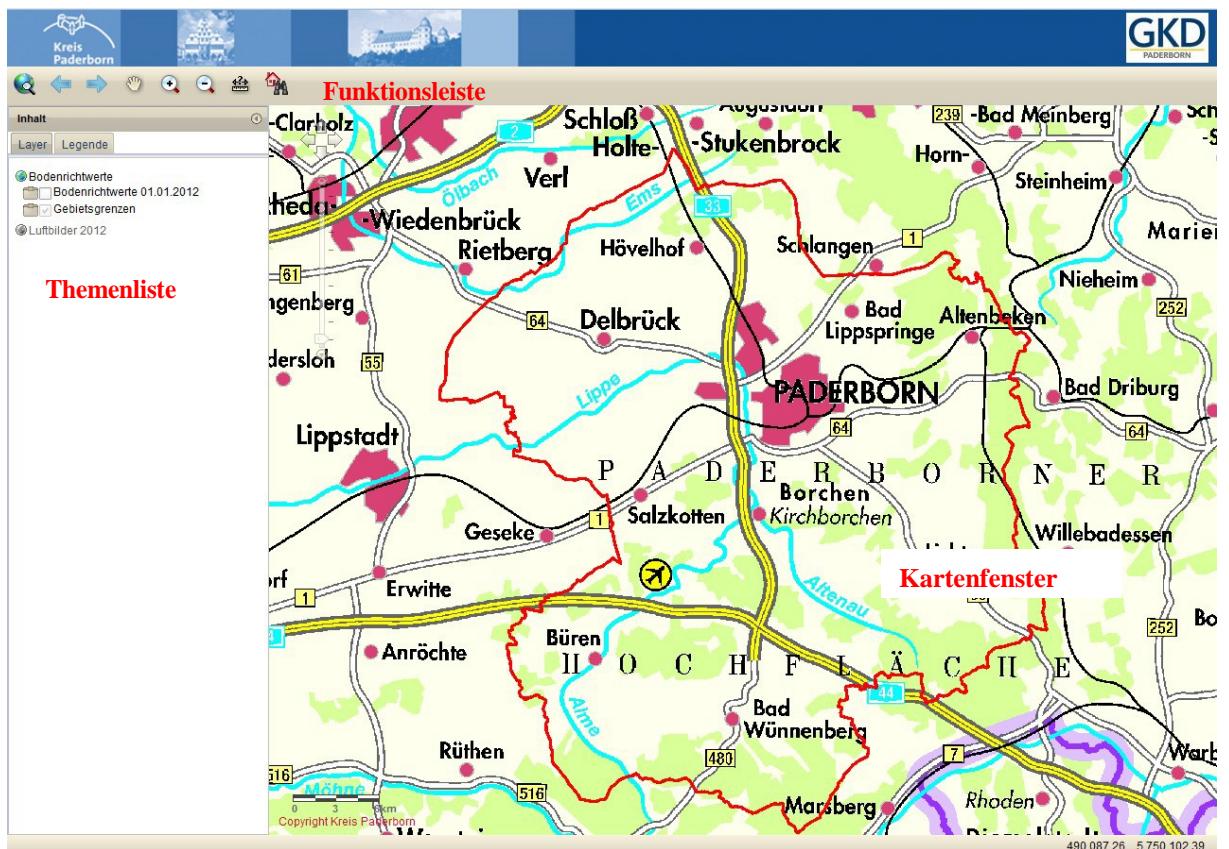 Kreis
Paderborn
GKD
PADERBORN
Funktionsleiste
Inhalt
Layer Legende
Bodenrichtwerte
Bodenrichtwerte 01.01.2012
Gebietsgrenzen
Luftbilder 2012
Themenliste
-Clarholz
2
Schloß
Holte-
-Stukenbrock
239
-Bad Meinberg
Horn-
Steinheim
Verl
Ölbach
Ems
33
-Wiedenbrück
Rietberg
Hövelhof
Schlangen
1
Nieheim
61
64
Delbrück
Bad
Lippspringe
Altenbeken
252
55
Lippe
PADERBORN
Bad Driburg
64
64
Lippstadt
PADERBORNER
Borchen
Kirchborchen
Salzkotten
1
Geseke
Willebadessen
Kartenfenster
Erwitte
1
Altenau
252
Anröchte
Büren
HOCHFLÄCHE
44
Alme
Bad
Wünnenberg
480
7
Rüthen
516
516
Möhne
Marsberg
Rhoden
0 3 6km
Copyright Kreis Paderborn
490 087,26 5 750 102,39